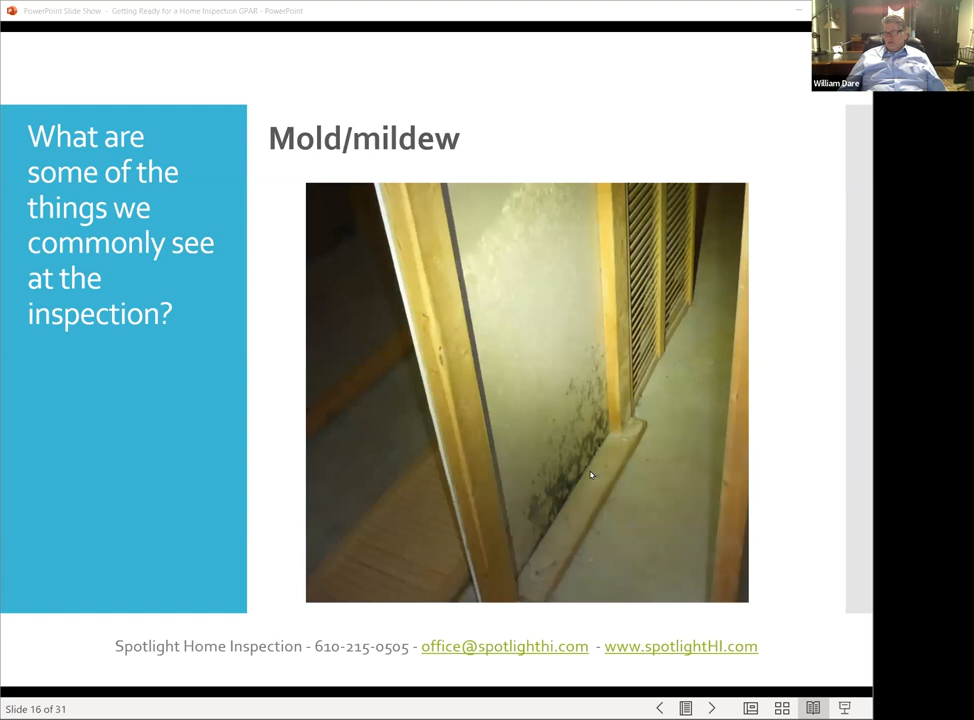 PowerPoint Slide Show - Getting Ready for a Home Inspection GPAR - PowerPoint
William Dare
What are
some of the
things we
commonly see
at the
inspection?
Mold/mildew
Spotlight Home Inspection - 610-215-0505 - office@spotlighthi.com - www.spotlightHI.com
Slide 16 of 31